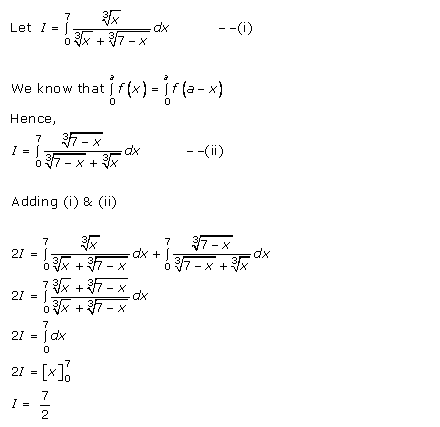 Let I = ∫₀⁷ ∛x / (∛x + ∛(7 – x)) dx – –(i)
We know that ∫₀ᵃ f(x) = ∫₀ᵃ f(a – x)
Hence,
I = ∫₀⁷ ∛(7 – x) / (∛(7 – x) + ∛x) dx – –(ii)
Adding (i) & (ii)
2I = ∫₀⁷ ∛x / (∛x + ∛(7 – x)) dx + ∫₀⁷ ∛(7 – x) / (∛(7 – x) + ∛x) dx
2I = ∫₀⁷ (∛x + ∛(7 – x)) / (∛x + ∛(7 – x)) dx
2I = ∫₀⁷ dx
2I = [x]₀⁷
I = 7/2